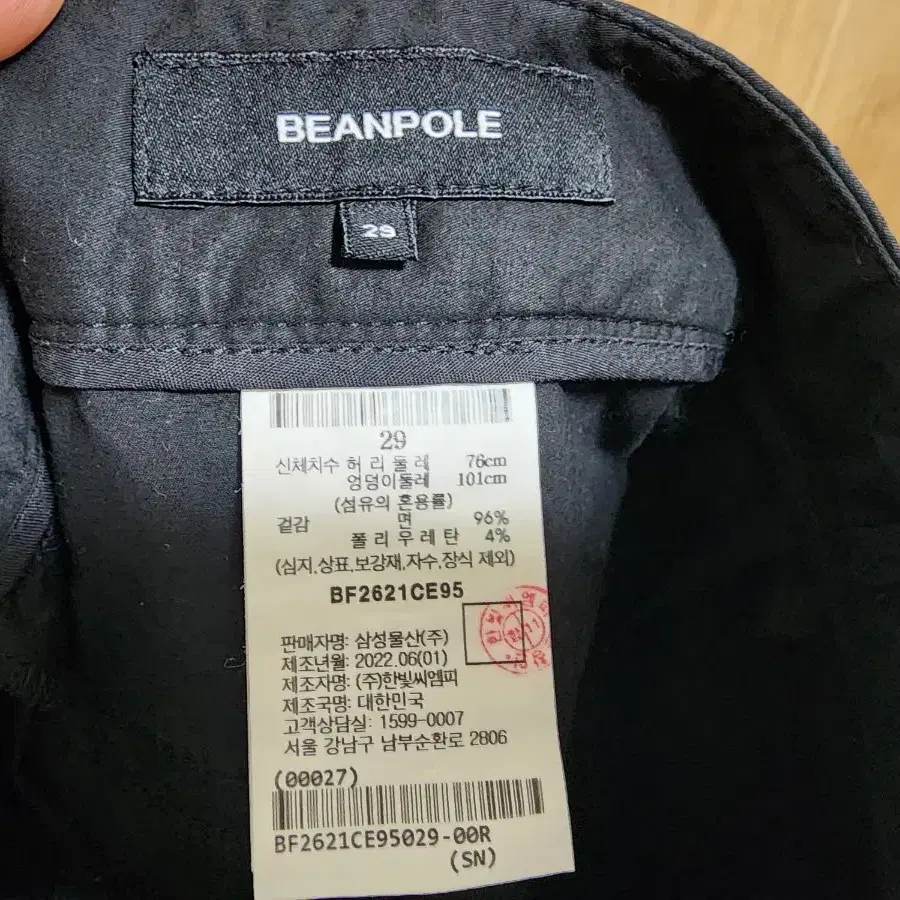 BEANPOLE
29
29
신체치수 허 리 둘 레 76cm
엉덩이둘레 101cm
(섬유의 혼용률)
겉감 면 96%
폴 리 우 레 탄 4%
(심지,상표,보강재,자수,장식 제외)
BF2621CE95
판매자명: 삼성물산(주)
제조년월: 2022.06(01)
제조자명: (주)한빛씨엠피
제조국명: 대한민국
고객상담실: 1599-0007
서울 강남구 남부순환로 2806
(00027)
BF2621CE95029-00R
(SN)